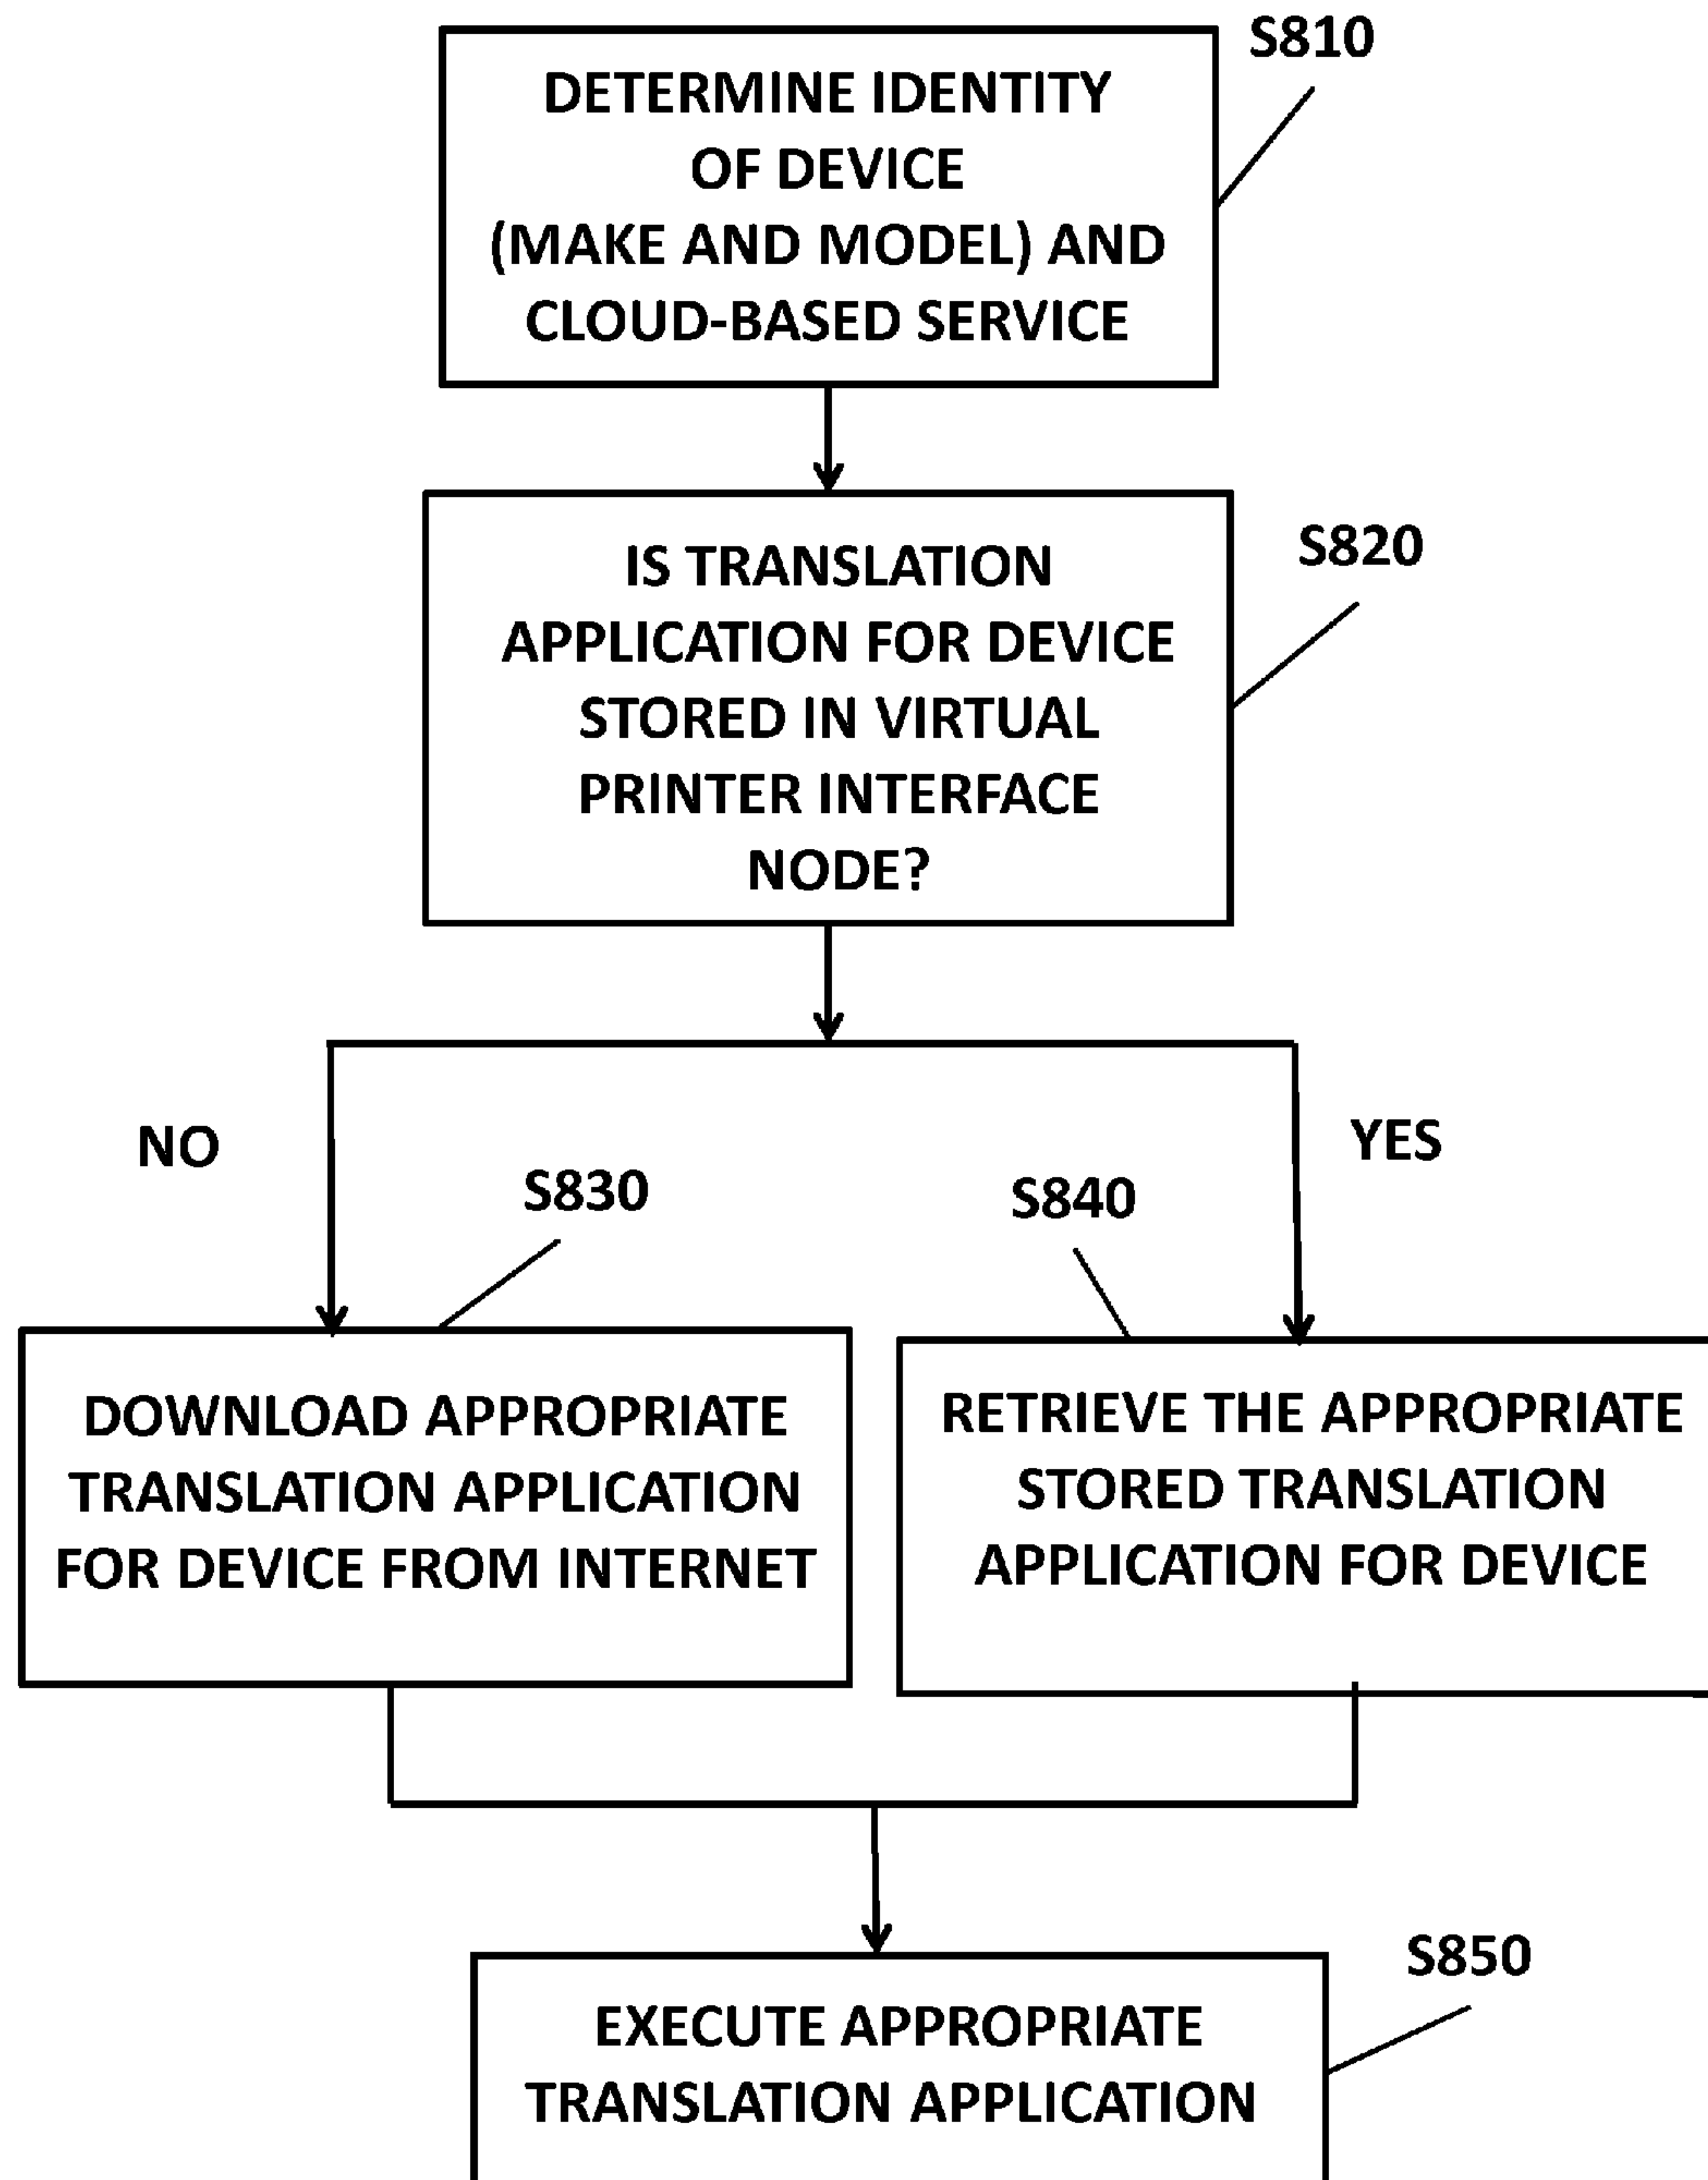 S810
DETERMINE IDENTITY
OF DEVICE
(MAKE AND MODEL) AND
CLOUD-BASED SERVICE
S820
IS TRANSLATION
APPLICATION FOR DEVICE
STORED IN VIRTUAL
PRINTER INTERFACE
NODE?
NO
YES
S830
S840
DOWNLOAD APPROPRIATE
TRANSLATION APPLICATION
FOR DEVICE FROM INTERNET
RETRIEVE THE APPROPRIATE
STORED TRANSLATION
APPLICATION FOR DEVICE
S850
EXECUTE APPROPRIATE
TRANSLATION APPLICATION